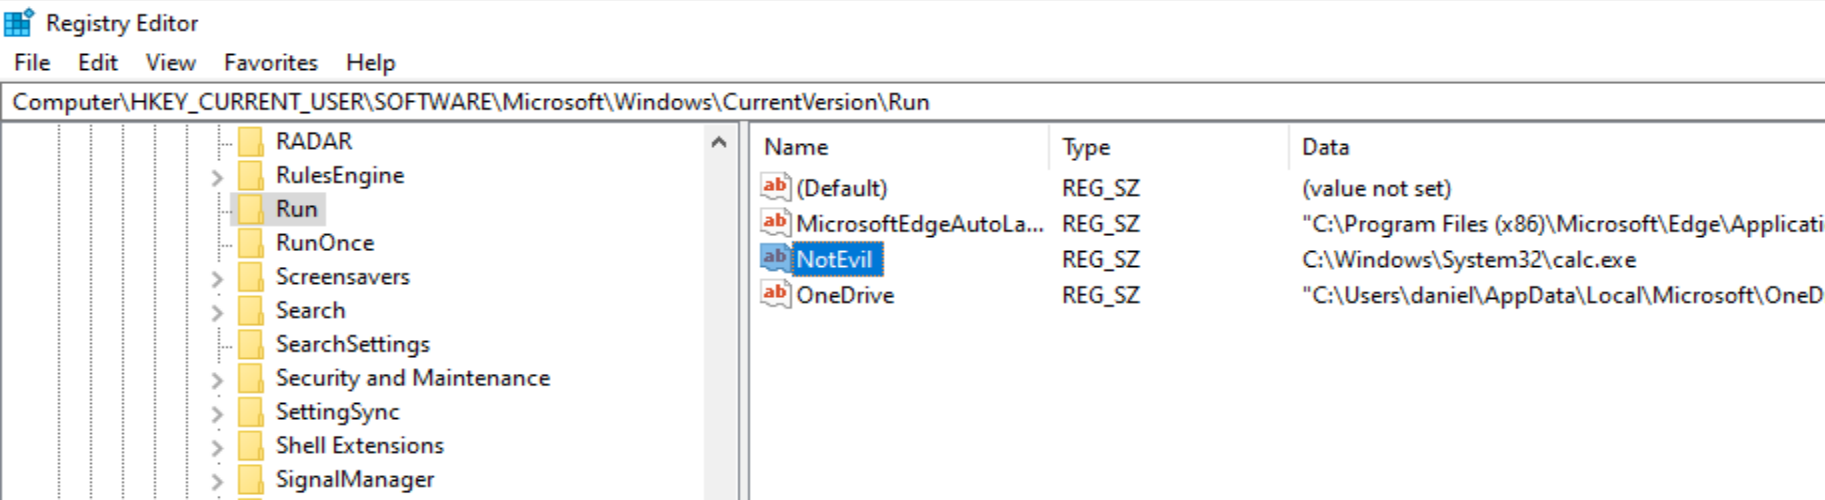 Registry Editor
File Edit View Favorites Help
Computer\HKEY_CURRENT_USER\SOFTWARE\Microsoft\Windows\CurrentVersion\Run
RADAR
RulesEngine
Run
RunOnce
Screensavers
Search
SearchSettings
Security and Maintenance
SettingSync
Shell Extensions
SignalManager
Name Type Data
ab (Default) REG_SZ (value not set)
ab MicrosoftEdgeAutoLa... REG_SZ "C:\Program Files (x86)\Microsoft\Edge\Applicati
ab NotEvil REG_SZ C:\Windows\System32\calc.exe
ab OneDrive REG_SZ "C:\Users\daniel\AppData\Local\Microsoft\OneD